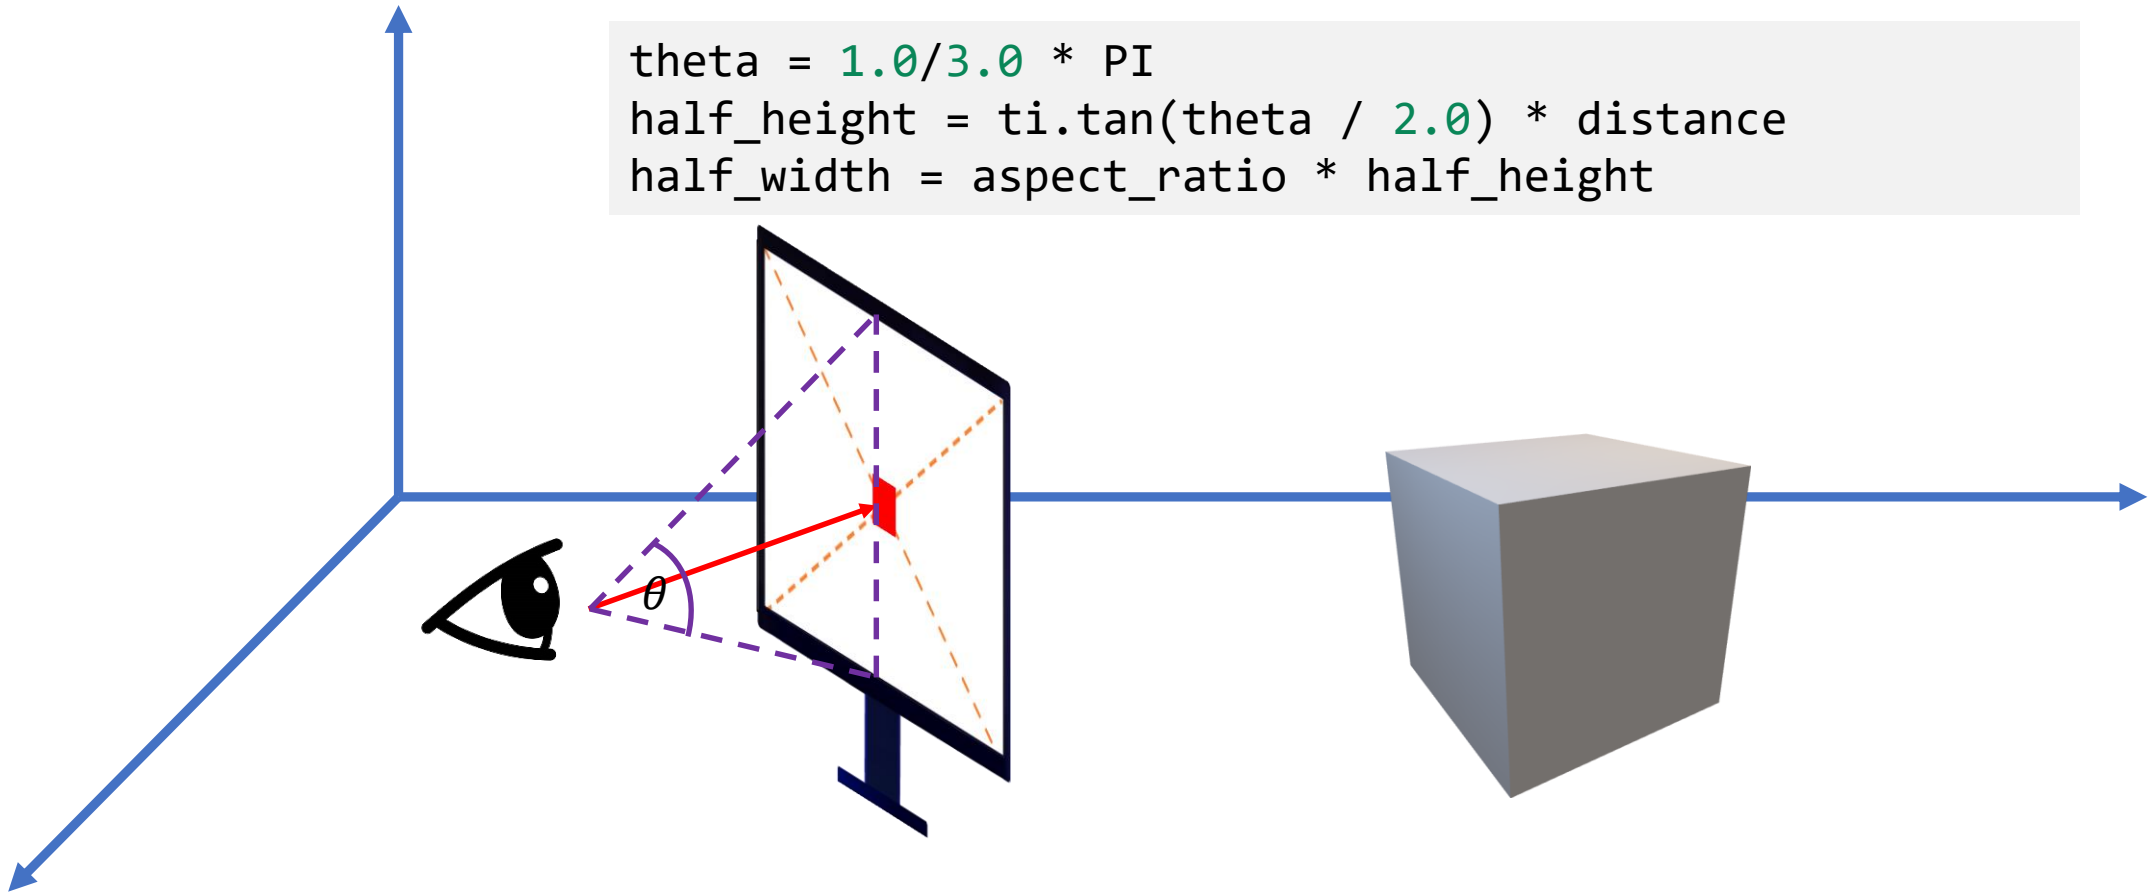 theta = 1.0/3.0 * PI
half_height = ti.tan(theta / 2.0) * distance
half_width = aspect_ratio * half_height
θ